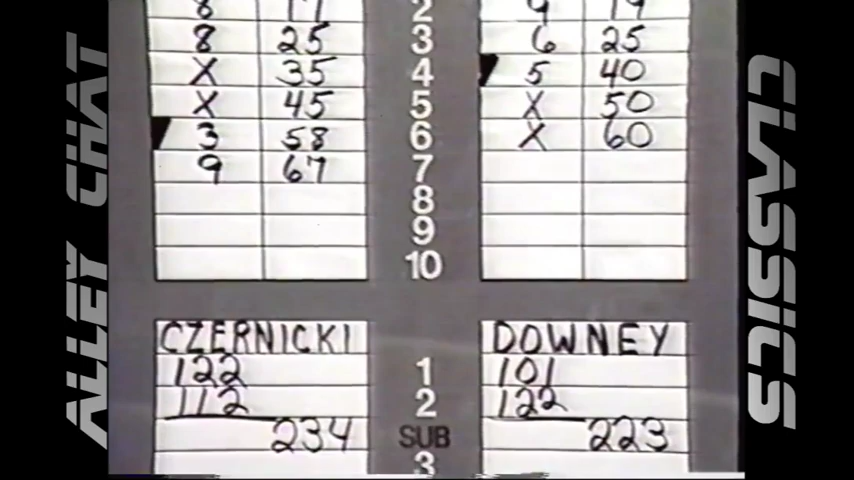 ALLEY CHAT
8 17 2 9 19
8 25 3 6 25
X 35 4 5 40
X 45 5 X 50
3 58 6 X 60
9 67 7
8
9
10
CZERNICKI DOWNEY
122 1 101
112 2 122
234 SUB 223
3
CLASSICS